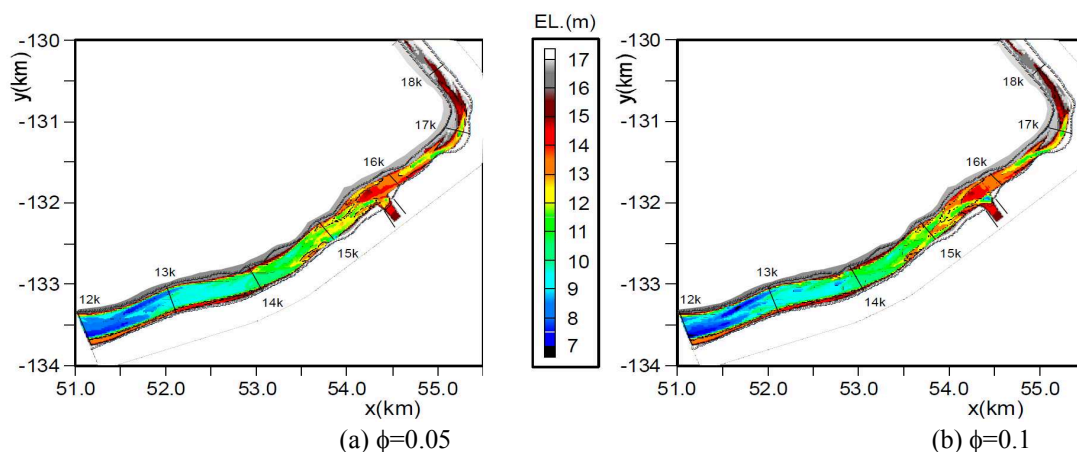 EL.(m)
-130
-131
-132
-133
-134
y(km)
18k
17k
16k
15k
14k
13k
12k
51.0 52.0 53.0 54.0 55.0
x(km)
(a) ϕ=0.05
17
16
15
14
13
12
11
10
9
8
7
-130
-131
-132
-133
-134
y(km)
18k
17k
16k
15k
14k
13k
12k
51.0 52.0 53.0 54.0 55.0
x(km)
(b) ϕ=0.1